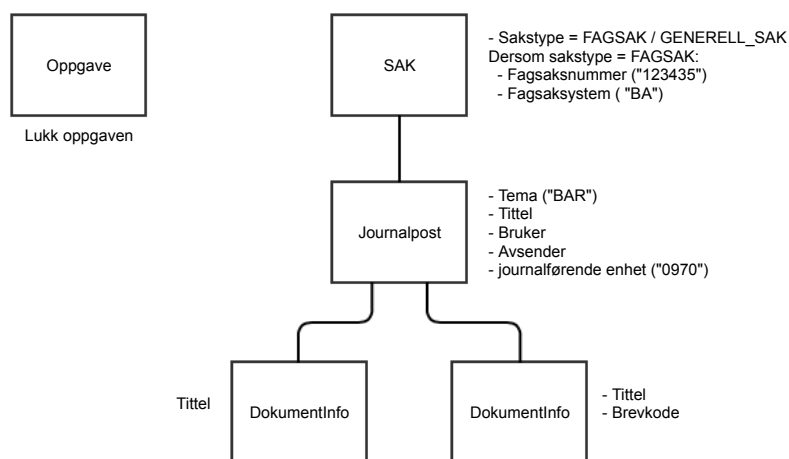 Oppgave
Lukk oppgaven
SAK
- Sakstype = FAGSAK / GENERELL_SAK
Dersom sakstype = FAGSAK:
- Fagsaksnummer ("123435")
- Fagsaksystem ( "BA")
Journalpost
- Tema ("BAR")
- Tittel
- Bruker
- Avsender
- journalførende enhet ("0970")
Tittel
DokumentInfo
DokumentInfo
- Tittel
- Brevkode